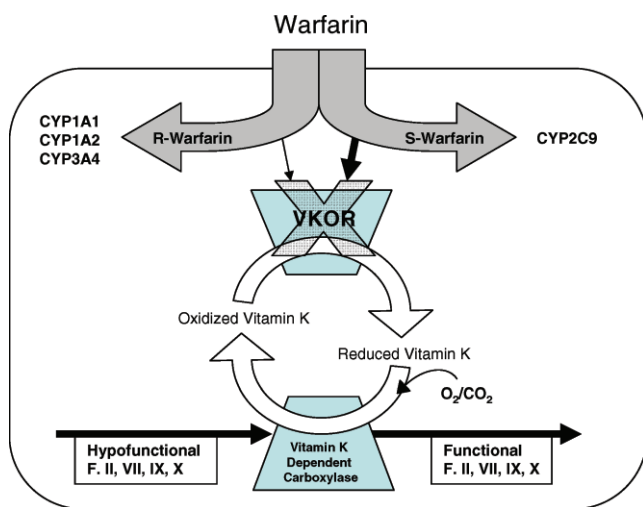 Warfarin
CYP1A1
CYP1A2
CYP3A4
R-Warfarin
S-Warfarin
CYP2C9
VKOR
Oxidized Vitamin K
Reduced Vitamin K
O₂/CO₂
Hypofunctional
F. II, VII, IX, X
Vitamin K
Dependent
Carboxylase
Functional
F. II, VII, IX, X